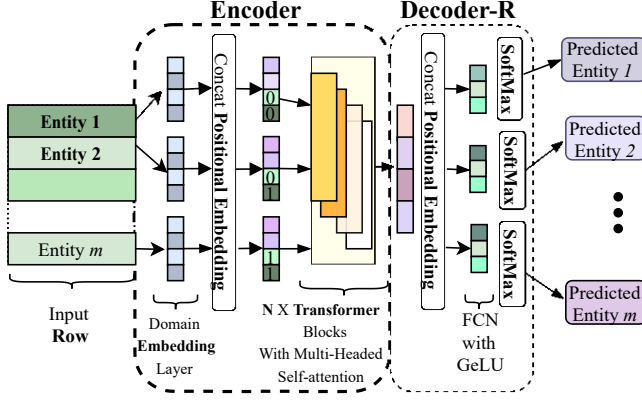 Encoder
Decoder-R
Entity 1
Entity 2
Entity m
Input
Row
Domain
Embedding
Layer
Concat Positional Embedding
0
0
0
1
1
1
N X Transformer
Blocks
With Multi-Headed
Self-attention
Concat Positional Embedding
FCN
with
GeLU
SoftMax
SoftMax
SoftMax
Predicted
Entity 1
Predicted
Entity 2
Predicted
Entity m